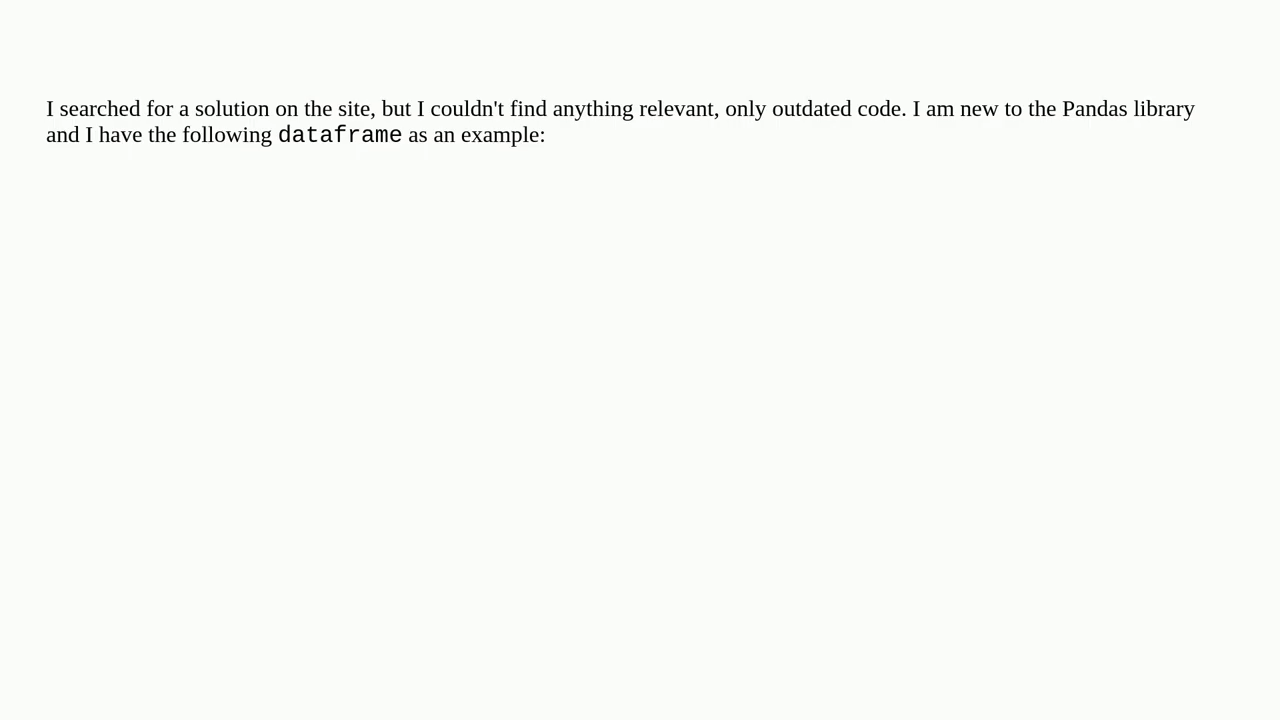 I searched for a solution on the site, but I couldn't find anything relevant, only outdated code. I am new to the Pandas library
and I have the following dataframe as an example: